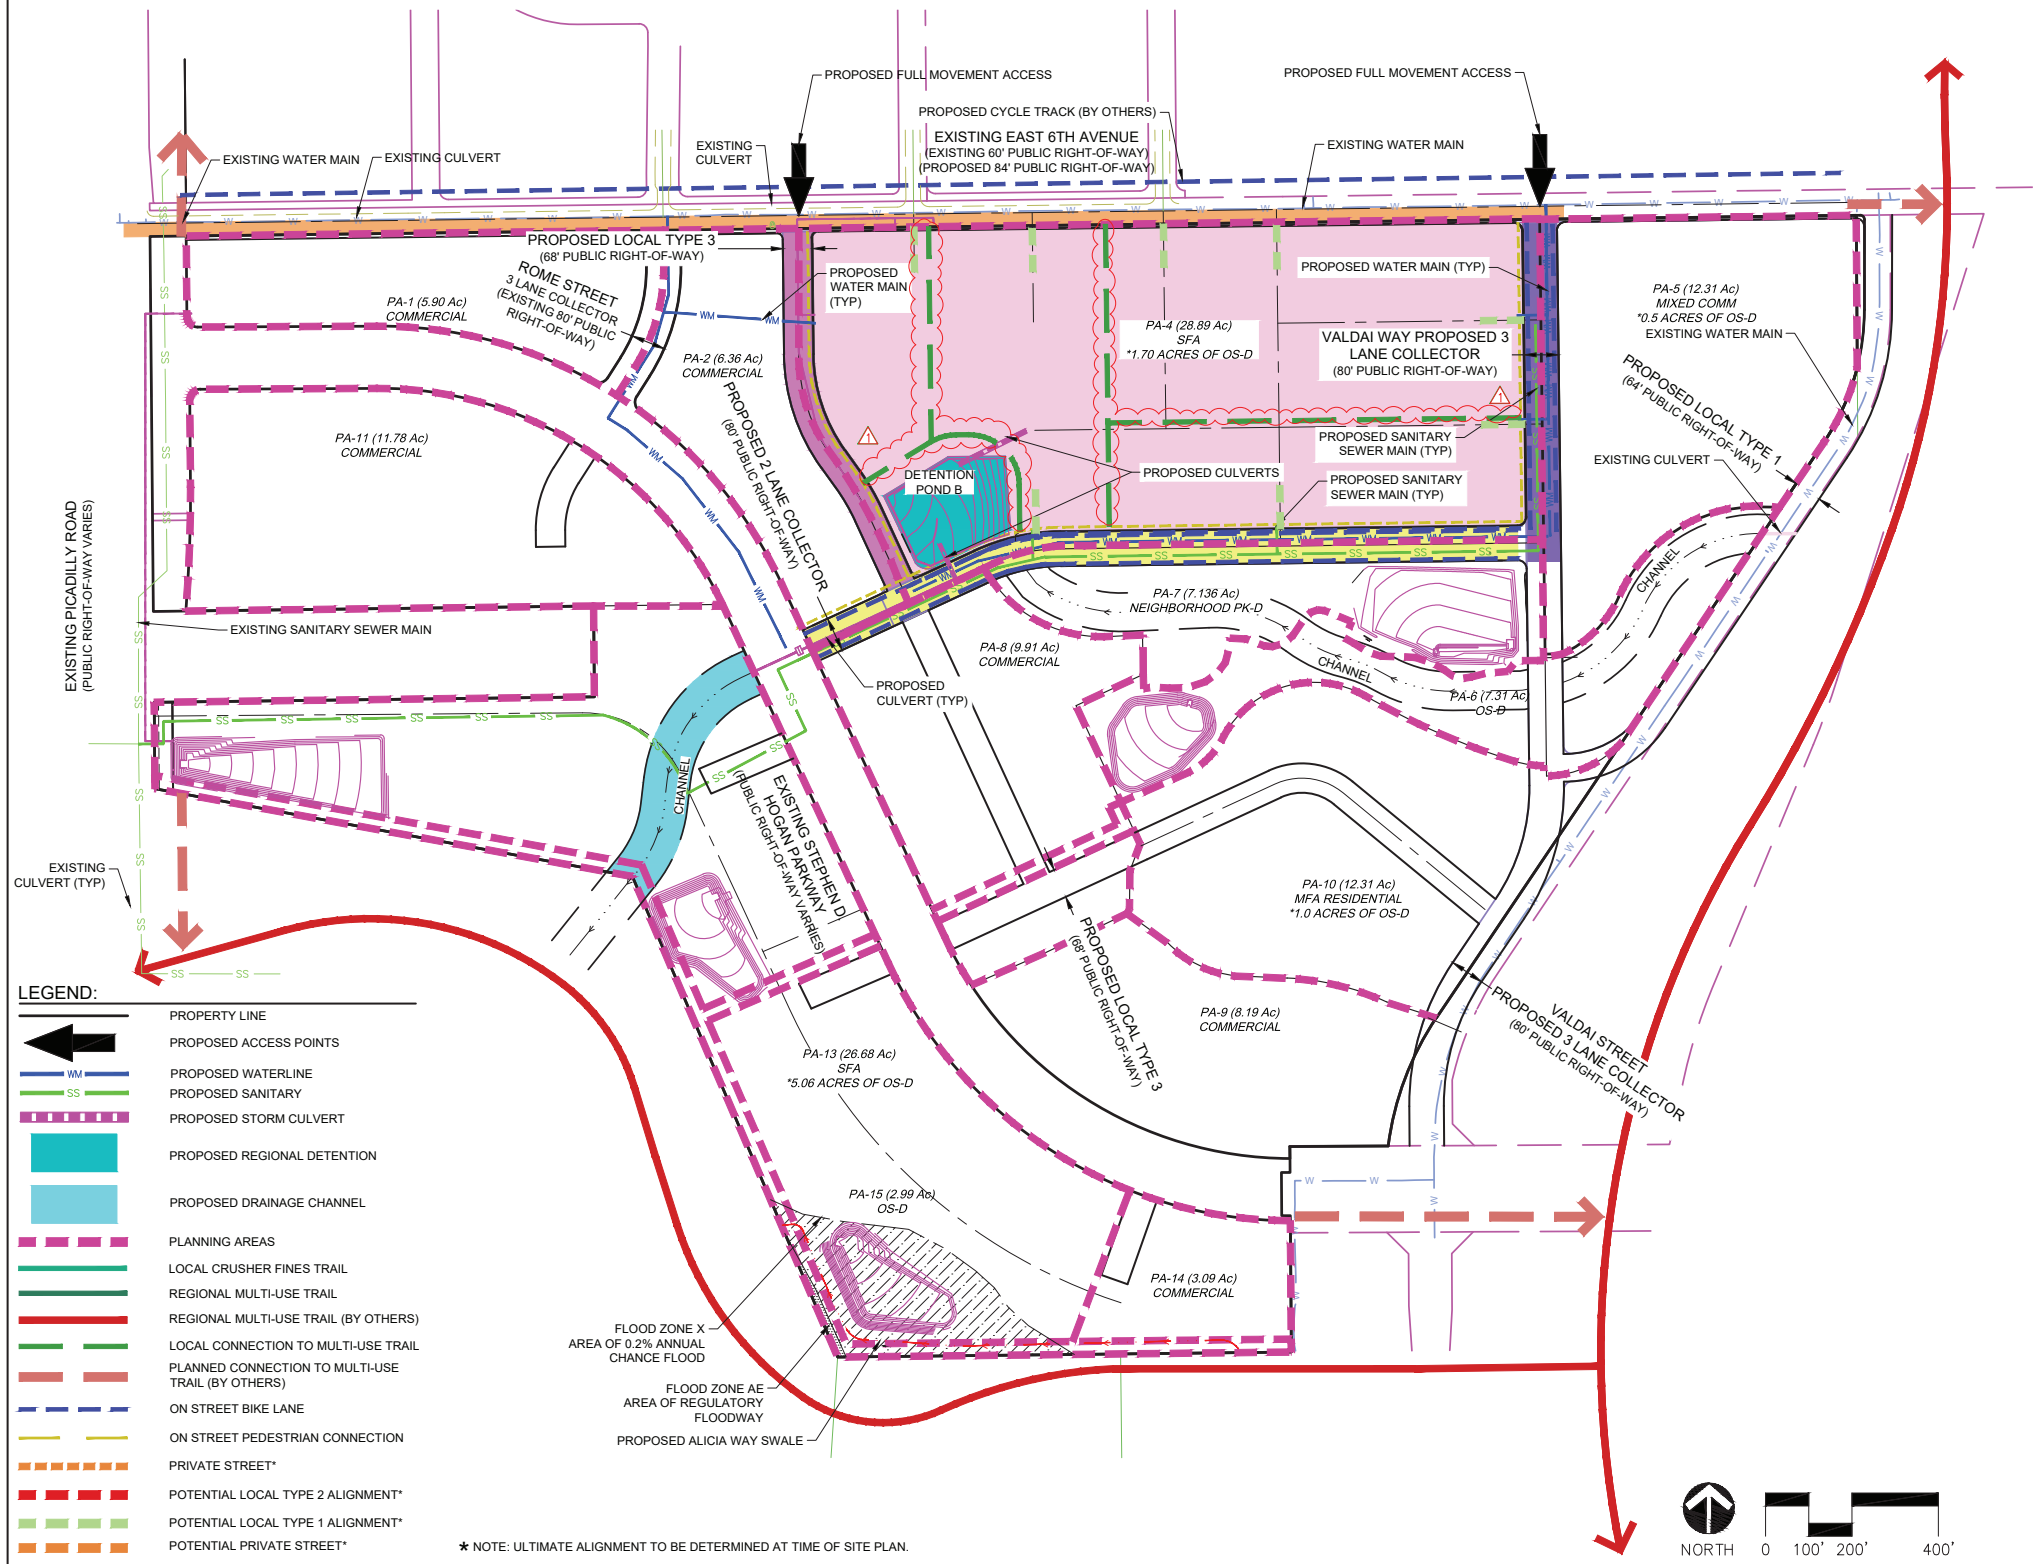 PROPOSED FULL MOVEMENT ACCESS
PROPOSED FULL MOVEMENT ACCESS
PROPOSED CYCLE TRACK (BY OTHERS)
EXISTING EAST 6TH AVENUE
(EXISTING 60' PUBLIC RIGHT-OF-WAY)
(PROPOSED 84' PUBLIC RIGHT-OF-WAY)
EXISTING
CULVERT
EXISTING WATER MAIN
EXISTING CULVERT
EXISTING WATER MAIN
PROPOSED LOCAL TYPE 3
(68' PUBLIC RIGHT-OF-WAY)
ROME STREET
3 LANE COLLECTOR
(EXISTING 80' PUBLIC
RIGHT-OF-WAY)
PROPOSED
WATER MAIN
(TYP)
PROPOSED WATER MAIN (TYP)
PA-1 (5.90 Ac)
COMMERCIAL
PA-2 (6.36 Ac)
COMMERCIAL
PA-4 (28.89 Ac)
SFA
*1.70 ACRES OF OS-D
VALDAI WAY PROPOSED 3
LANE COLLECTOR
(80' PUBLIC RIGHT-OF-WAY)
PA-5 (12.31 Ac)
MIXED COMM
*0.5 ACRES OF OS-D
EXISTING WATER MAIN
PROPOSED LOCAL TYPE 1
(64' PUBLIC RIGHT-OF-WAY)
PROPOSED 2 LANE COLLECTOR
(80' PUBLIC RIGHT-OF-WAY)
PA-11 (11.78 Ac)
COMMERCIAL
1
1
PROPOSED SANITARY
SEWER MAIN (TYP)
PROPOSED CULVERTS
DETENTION
POND B
PROPOSED SANITARY
SEWER MAIN (TYP)
EXISTING CULVERT
EXISTING PICADILLY ROAD
(PUBLIC RIGHT-OF-WAY VARIES)
CHANNEL
PA-7 (7.136 Ac)
NEIGHBORHOOD PK-D
EXISTING SANITARY SEWER MAIN
PA-8 (9.91 Ac)
COMMERCIAL
CHANNEL
PA-6 (7.31 Ac)
OS-D
PROPOSED
CULVERT (TYP)
CHANNEL
EXISTING STEPHEN D
HOGAN PARKWAY
(PUBLIC RIGHT-OF-WAY VARRIES)
EXISTING
CULVERT (TYP)
PA-10 (12.31 Ac)
MFA RESIDENTIAL
*1.0 ACRES OF OS-D
PROPOSED LOCAL TYPE 3
(68' PUBLIC RIGHT-OF-WAY)
PA-9 (8.19 Ac)
COMMERCIAL
VALDAI STREET
PROPOSED 3 LANE COLLECTOR
(80' PUBLIC RIGHT-OF-WAY)
PA-13 (26.68 Ac)
SFA
*5.06 ACRES OF OS-D
PA-15 (2.99 Ac)
OS-D
PA-14 (3.09 Ac)
COMMERCIAL
FLOOD ZONE X
AREA OF 0.2% ANNUAL
CHANCE FLOOD
FLOOD ZONE AE
AREA OF REGULATORY
FLOODWAY
PROPOSED ALICIA WAY SWALE
LEGEND:
PROPERTY LINE
PROPOSED ACCESS POINTS
WM PROPOSED WATERLINE
SS PROPOSED SANITARY
PROPOSED STORM CULVERT
PROPOSED REGIONAL DETENTION
PROPOSED DRAINAGE CHANNEL
PLANNING AREAS
LOCAL CRUSHER FINES TRAIL
REGIONAL MULTI-USE TRAIL
REGIONAL MULTI-USE TRAIL (BY OTHERS)
LOCAL CONNECTION TO MULTI-USE TRAIL
PLANNED CONNECTION TO MULTI-USE
TRAIL (BY OTHERS)
ON STREET BIKE LANE
ON STREET PEDESTRIAN CONNECTION
PRIVATE STREET*
POTENTIAL LOCAL TYPE 2 ALIGNMENT*
POTENTIAL LOCAL TYPE 1 ALIGNMENT*
POTENTIAL PRIVATE STREET*
* NOTE: ULTIMATE ALIGNMENT TO BE DETERMINED AT TIME OF SITE PLAN.
NORTH
0 100' 200' 400'